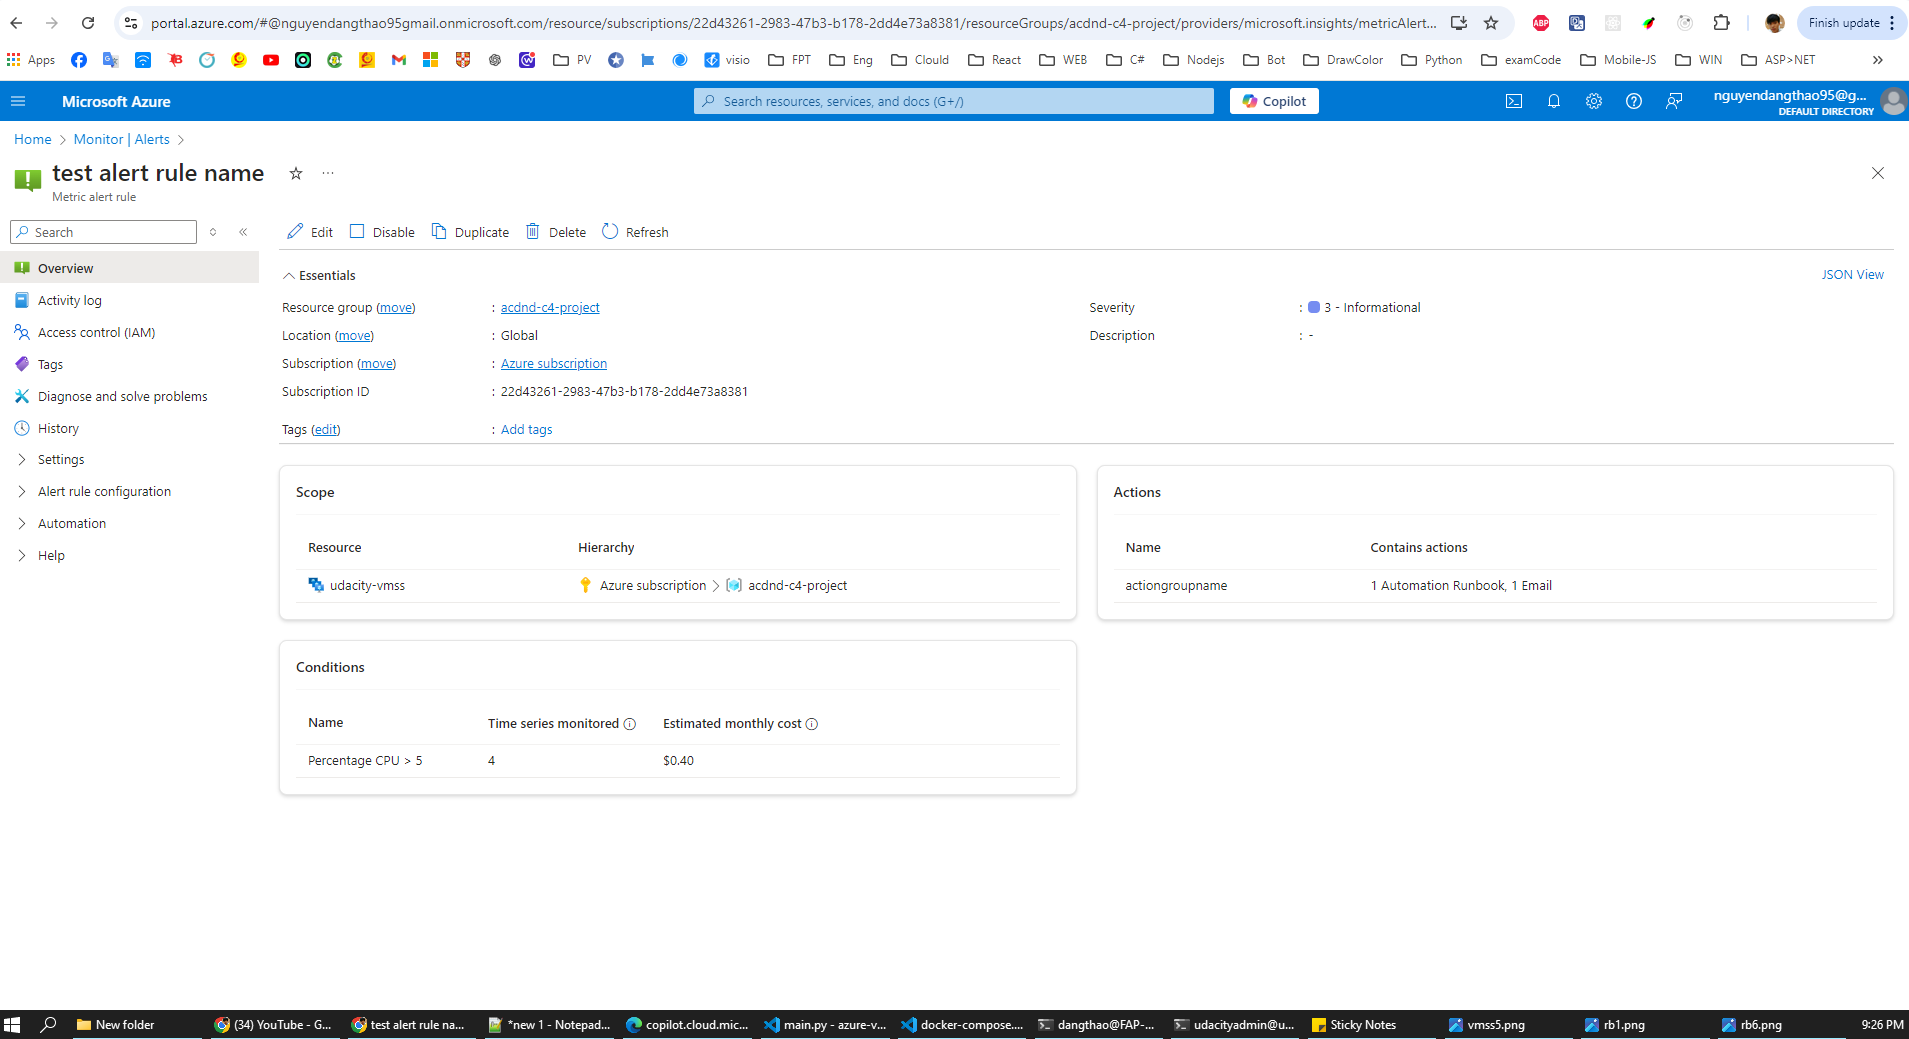 portal.azure.com/#@nguyendangthao95gmail.onmicrosoft.com/resource/subscriptions/22d43261-2983-47b3-b178-2dd4e73a8381/resourceGroups/acdnd-c4-project/providers/microsoft.insights/metricAlert...
ABP
Finish update
Apps
PV
visio
FPT
Eng
Clould
React
WEB
C#
Nodejs
Bot
DrawColor
Python
examCode
Mobile-JS
WIN
ASP>NET
Microsoft Azure
Search resources, services, and docs (G+/)
Copilot
nguyendangthao95@g...
DEFAULT DIRECTORY
Home > Monitor | Alerts >
test alert rule name
Metric alert rule
Search
Overview
Activity log
Access control (IAM)
Tags
Diagnose and solve problems
History
Settings
Alert rule configuration
Automation
Help
Edit
Disable
Duplicate
Delete
Refresh
Essentials
JSON View
Resource group (move) : acdnd-c4-project
Location (move) : Global
Subscription (move) : Azure subscription
Subscription ID : 22d43261-2983-47b3-b178-2dd4e73a8381
Tags (edit) : Add tags
Severity : 3 - Informational
Description : -
Scope
Resource Hierarchy
udacity-vmss Azure subscription > acdnd-c4-project
Actions
Name Contains actions
actiongroupname 1 Automation Runbook, 1 Email
Conditions
Name Time series monitored Estimated monthly cost
Percentage CPU > 5 4 $0.40
New folder
(34) YouTube - G...
test alert rule na...
*new 1 - Notepad...
copilot.cloud.mic...
main.py - azure-v...
docker-compose....
dangthao@FAP-...
udacityadmin@u...
Sticky Notes
vmss5.png
rb1.png
rb6.png
9:26 PM